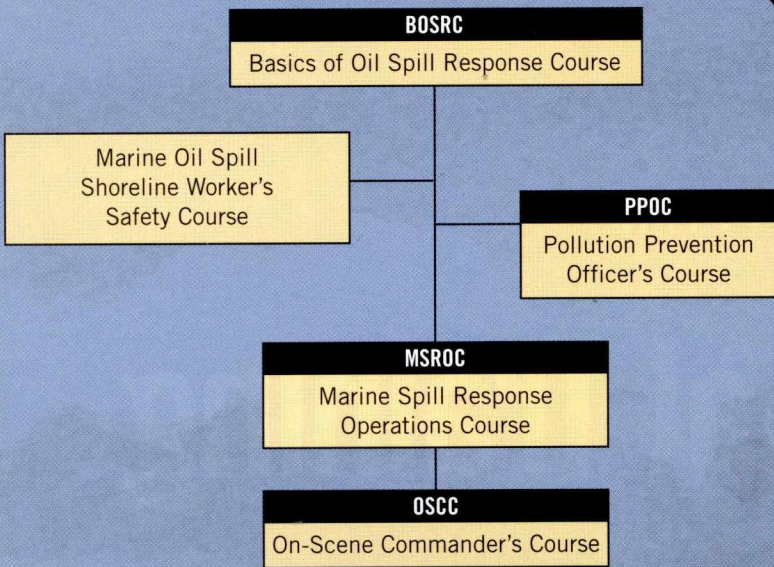 BOSRC
Basics of Oil Spill Response Course
Marine Oil Spill
Shoreline Worker's
Safety Course
PPOC
Pollution Prevention
Officer's Course
MSROC
Marine Spill Response
Operations Course
OSCC
On-Scene Commander's Course